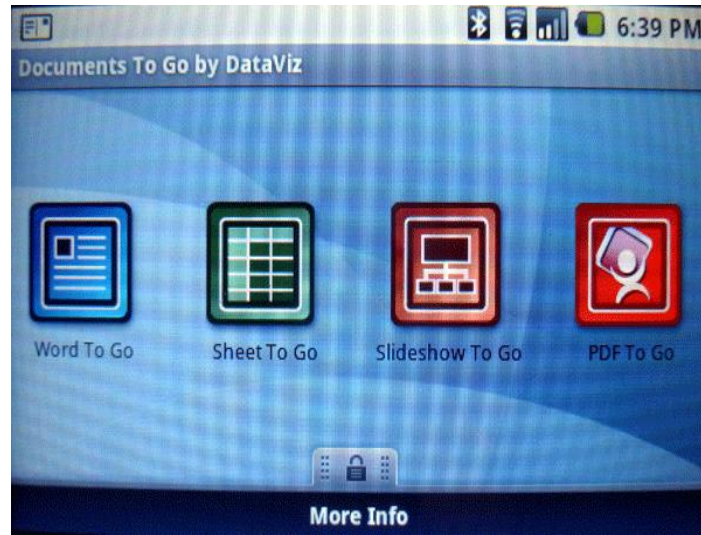 6:39 PM
Documents To Go by DataViz
Word To Go
Sheet To Go
Slideshow To Go
PDF To Go
More Info